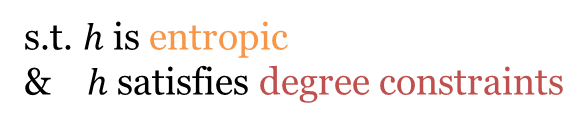 s.t. h is entropic
& h satisfies degree constraints